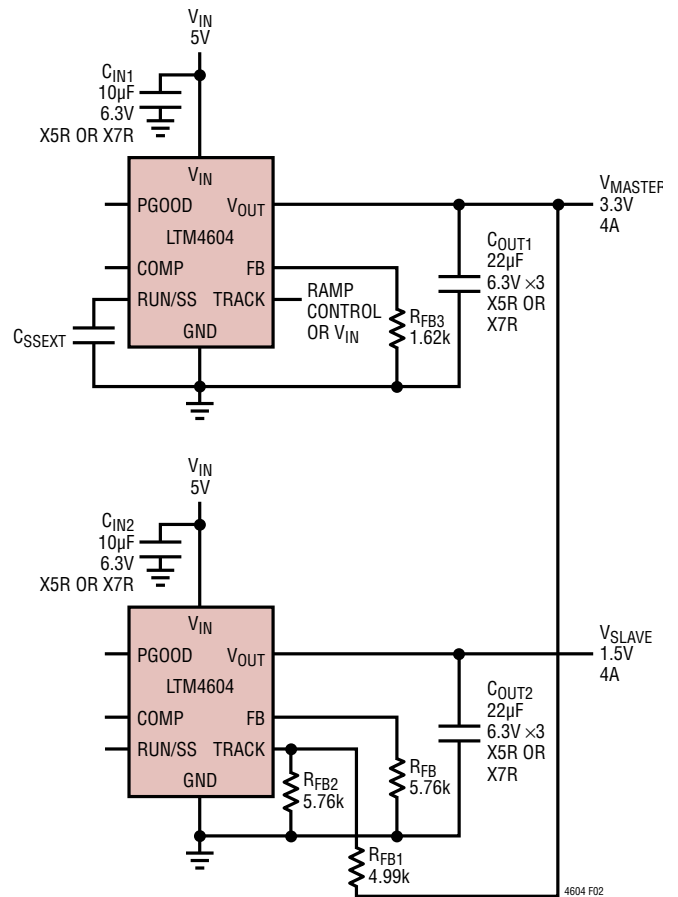 VIN
5V
CIN1
10µF
6.3V
X5R OR X7R
VIN
PGOOD
VOUT
LTM4604
COMP
FB
RUN/SS
TRACK
GND
CSSEXT
RAMP
CONTROL
OR VIN
RFB3
1.62k
COUT1
22µF
6.3V ×3
X5R OR
X7R
VMASTER
3.3V
4A
VIN
5V
CIN2
10µF
6.3V
X5R OR X7R
VIN
PGOOD
VOUT
LTM4604
COMP
FB
RUN/SS
TRACK
GND
RFB2
5.76k
RFB
5.76k
RFB1
4.99k
COUT2
22µF
6.3V ×3
X5R OR
X7R
VSLAVE
1.5V
4A
4604 F02